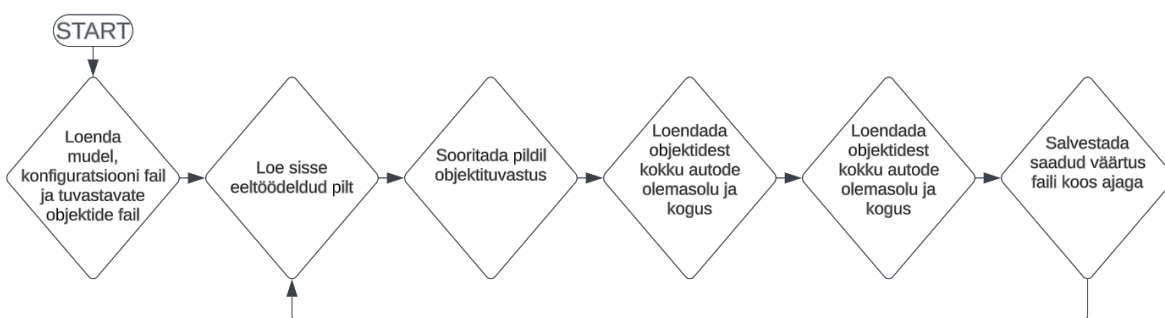 START
Loenda
mudel,
konfiguratsiooni fail
ja tuvastavate
objektide fail
Loe sisse
eeltöödeldud pilt
Sooritada pildil
objektituvastus
Loendada
objektidest
kokku autode
olemasolu ja
kogus
Loendada
objektidest
kokku autode
olemasolu ja
kogus
Salvestada
saadud väärtus
faili koos ajaga